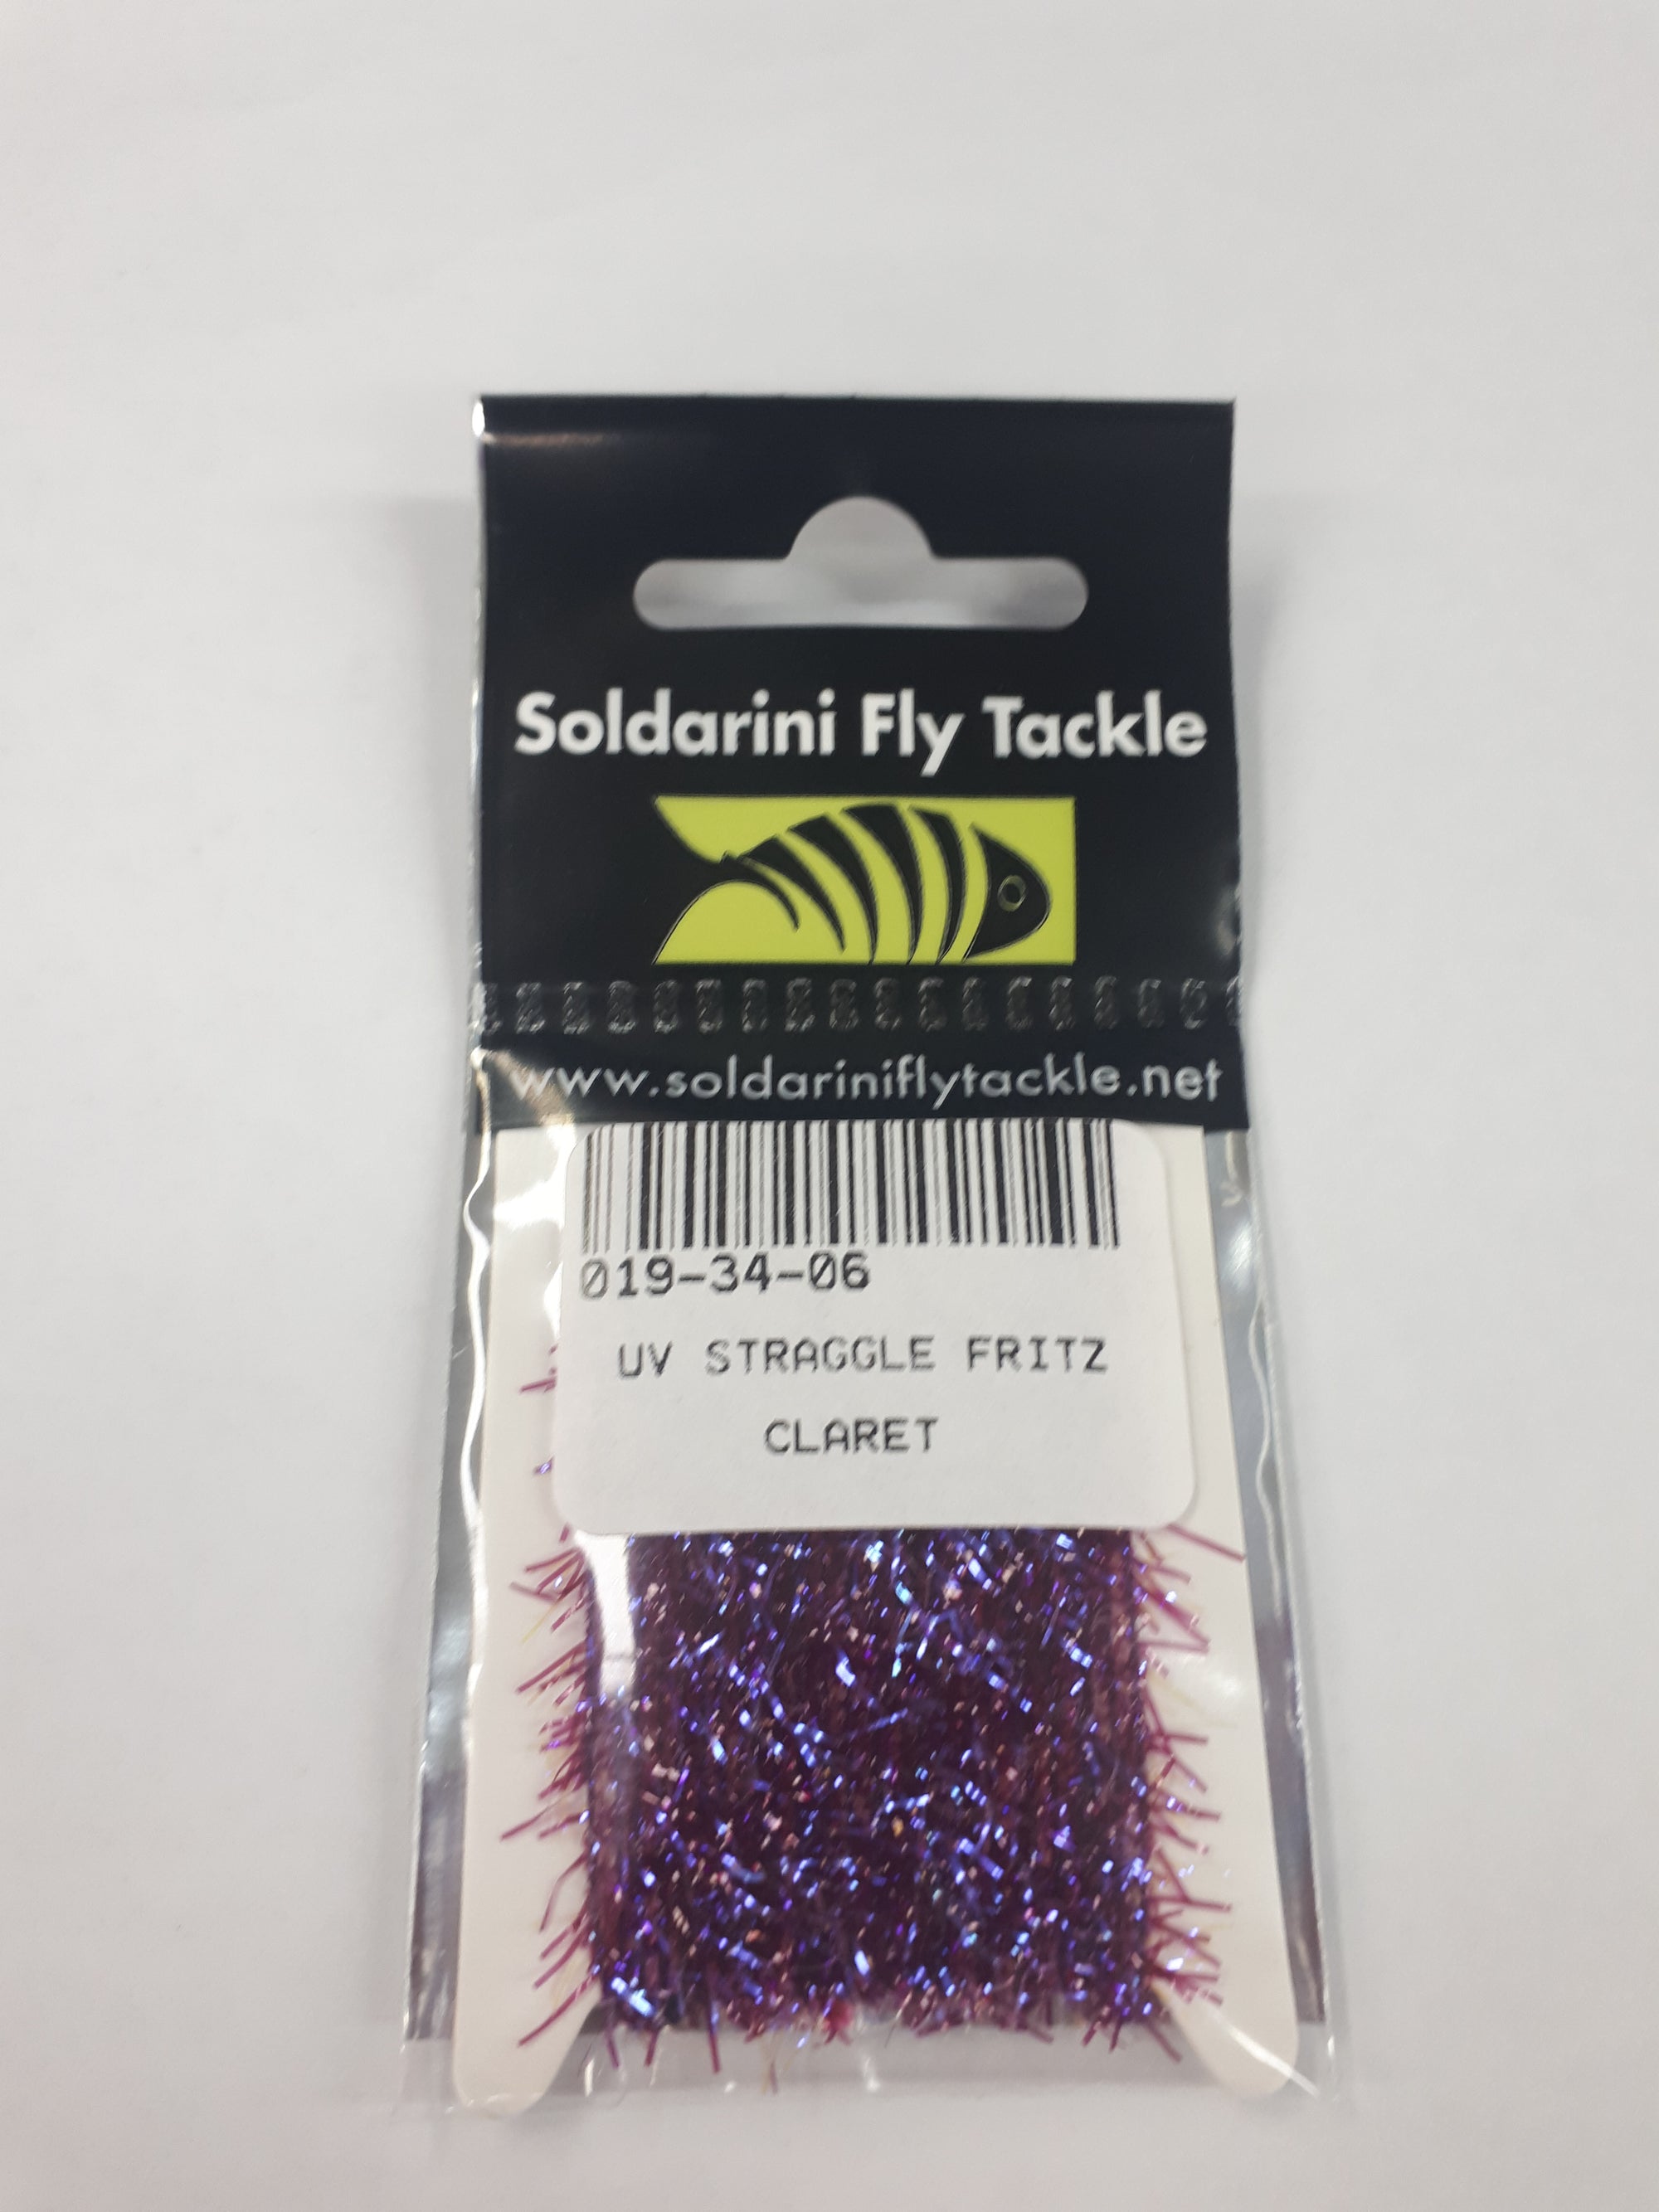 Soldarini Fly Tackle
www.soldariniflytackle.net
019-34-06
UV STRAGGLE FRITZ
CLARET